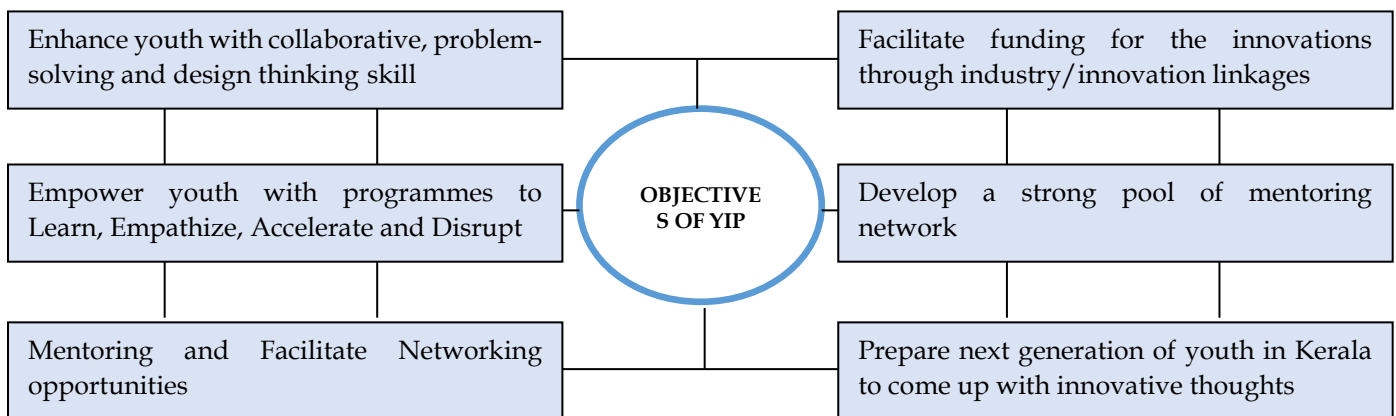 Enhance youth with collaborative, problem-
solving and design thinking skill
Facilitate funding for the innovations
through industry/innovation linkages
Empower youth with programmes to
Learn, Empathize, Accelerate and Disrupt
OBJECTIVE
S OF YIP
Develop a strong pool of mentoring
network
Mentoring and Facilitate Networking
opportunities
Prepare next generation of youth in Kerala
to come up with innovative thoughts